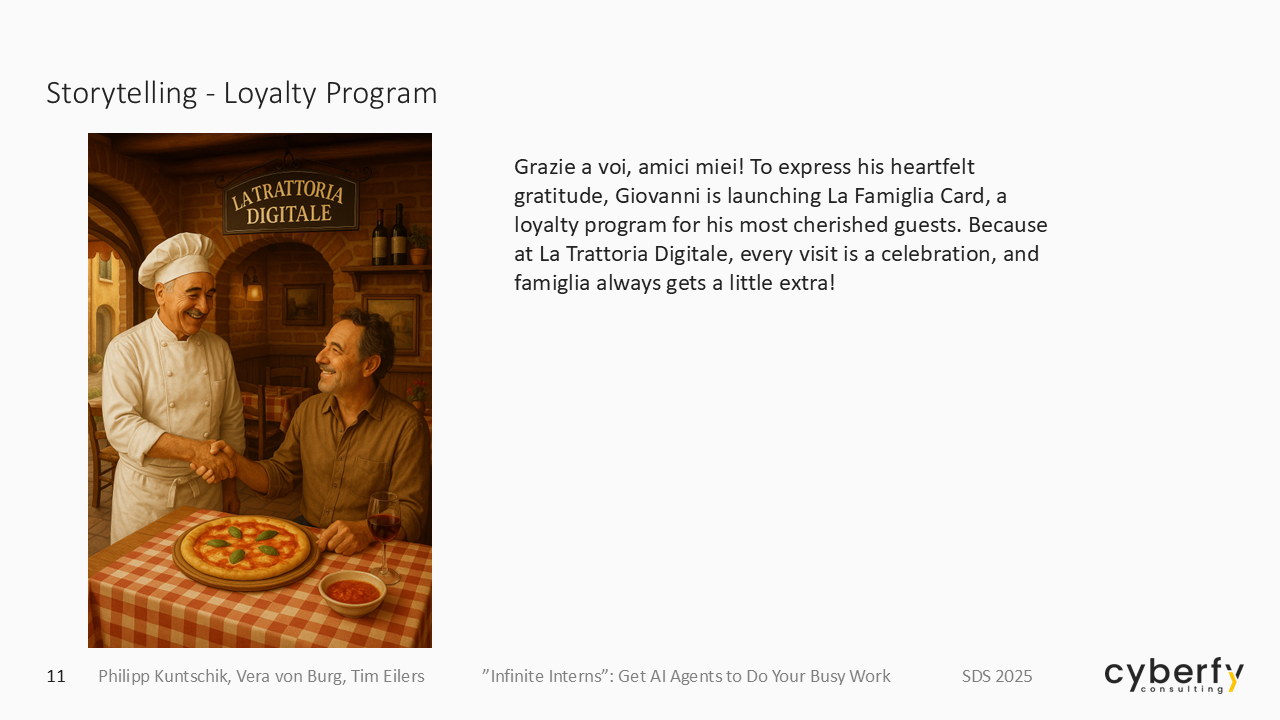 Storytelling - Loyalty Program
LA TRATTORIA
DIGITALE
Grazie a voi, amici miei! To express his heartfelt
gratitude, Giovanni is launching La Famiglia Card, a
loyalty program for his most cherished guests. Because
at La Trattoria Digitale, every visit is a celebration, and
famiglia always gets a little extra!
11 Philipp Kuntschik, Vera von Burg, Tim Eilers ”Infinite Interns”: Get AI Agents to Do Your Busy Work SDS 2025
cyberfy
consulting